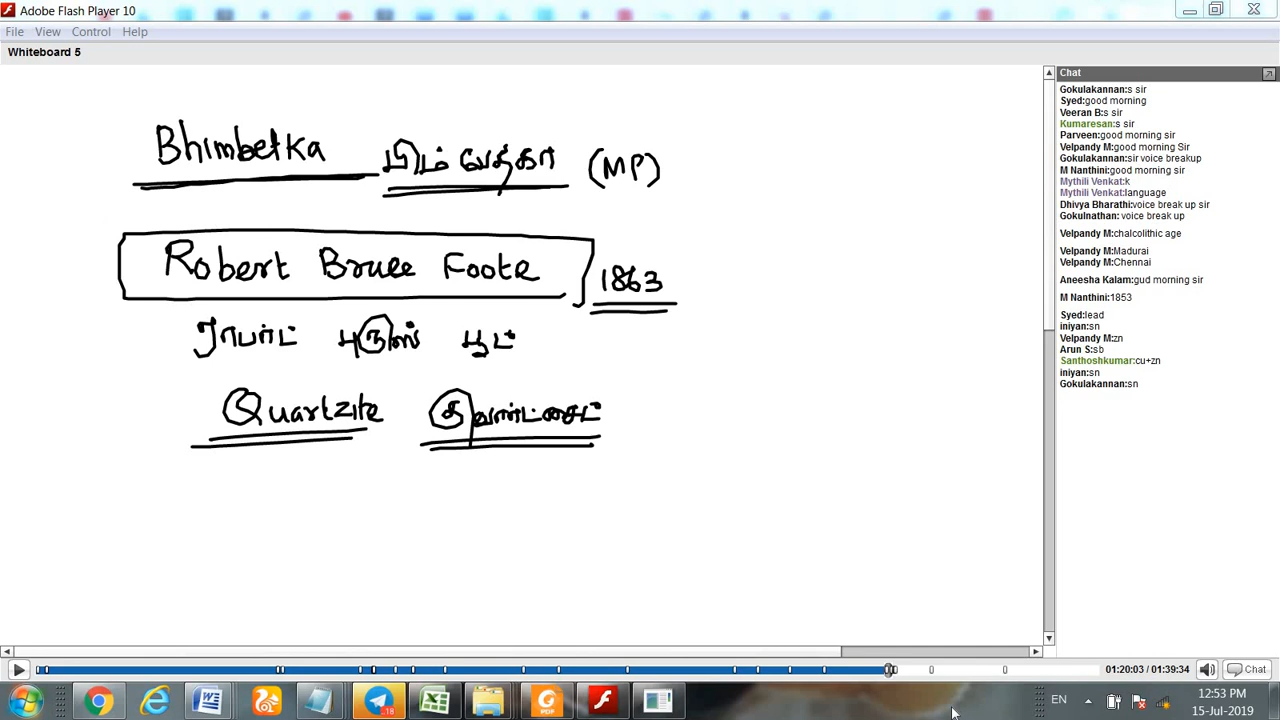 Adobe Flash Player 10
File View Control Help
Whiteboard 5
Bhimbetka பிம் பேத்கா (MP)
Robert Bruce Foote 1863
ராபர்ட் புருஸ் பூட்
Quartzite குவார்ட்சைட்
Chat
Gokulakannan:s sir
Syed:good morning
Veeran B:s sir
Kumaresan:s sir
Parveen:good morning sir
Velpandy M:good morning Sir
Gokulakannan:sir voice breakup
M Nanthini:good morning sir
Mythili Venkat:k
Mythili Venkat:language
Dhivya Bharathi:voice break up sir
Gokulnathan: voice break up
Velpandy M:chalcolithic age
Velpandy M:Madurai
Velpandy M:Chennai
Aneesha Kalam:gud morning sir
M Nanthini:1853
Syed:lead
iniyan:sn
Velpandy M:zn
Arun S:sb
Santhoshkumar:cu+zn
iniyan:sn
Gokulakannan:sn
01:20:03 / 01:39:34 Chat
18 PDF EN 12:53 PM
15-Jul-2019